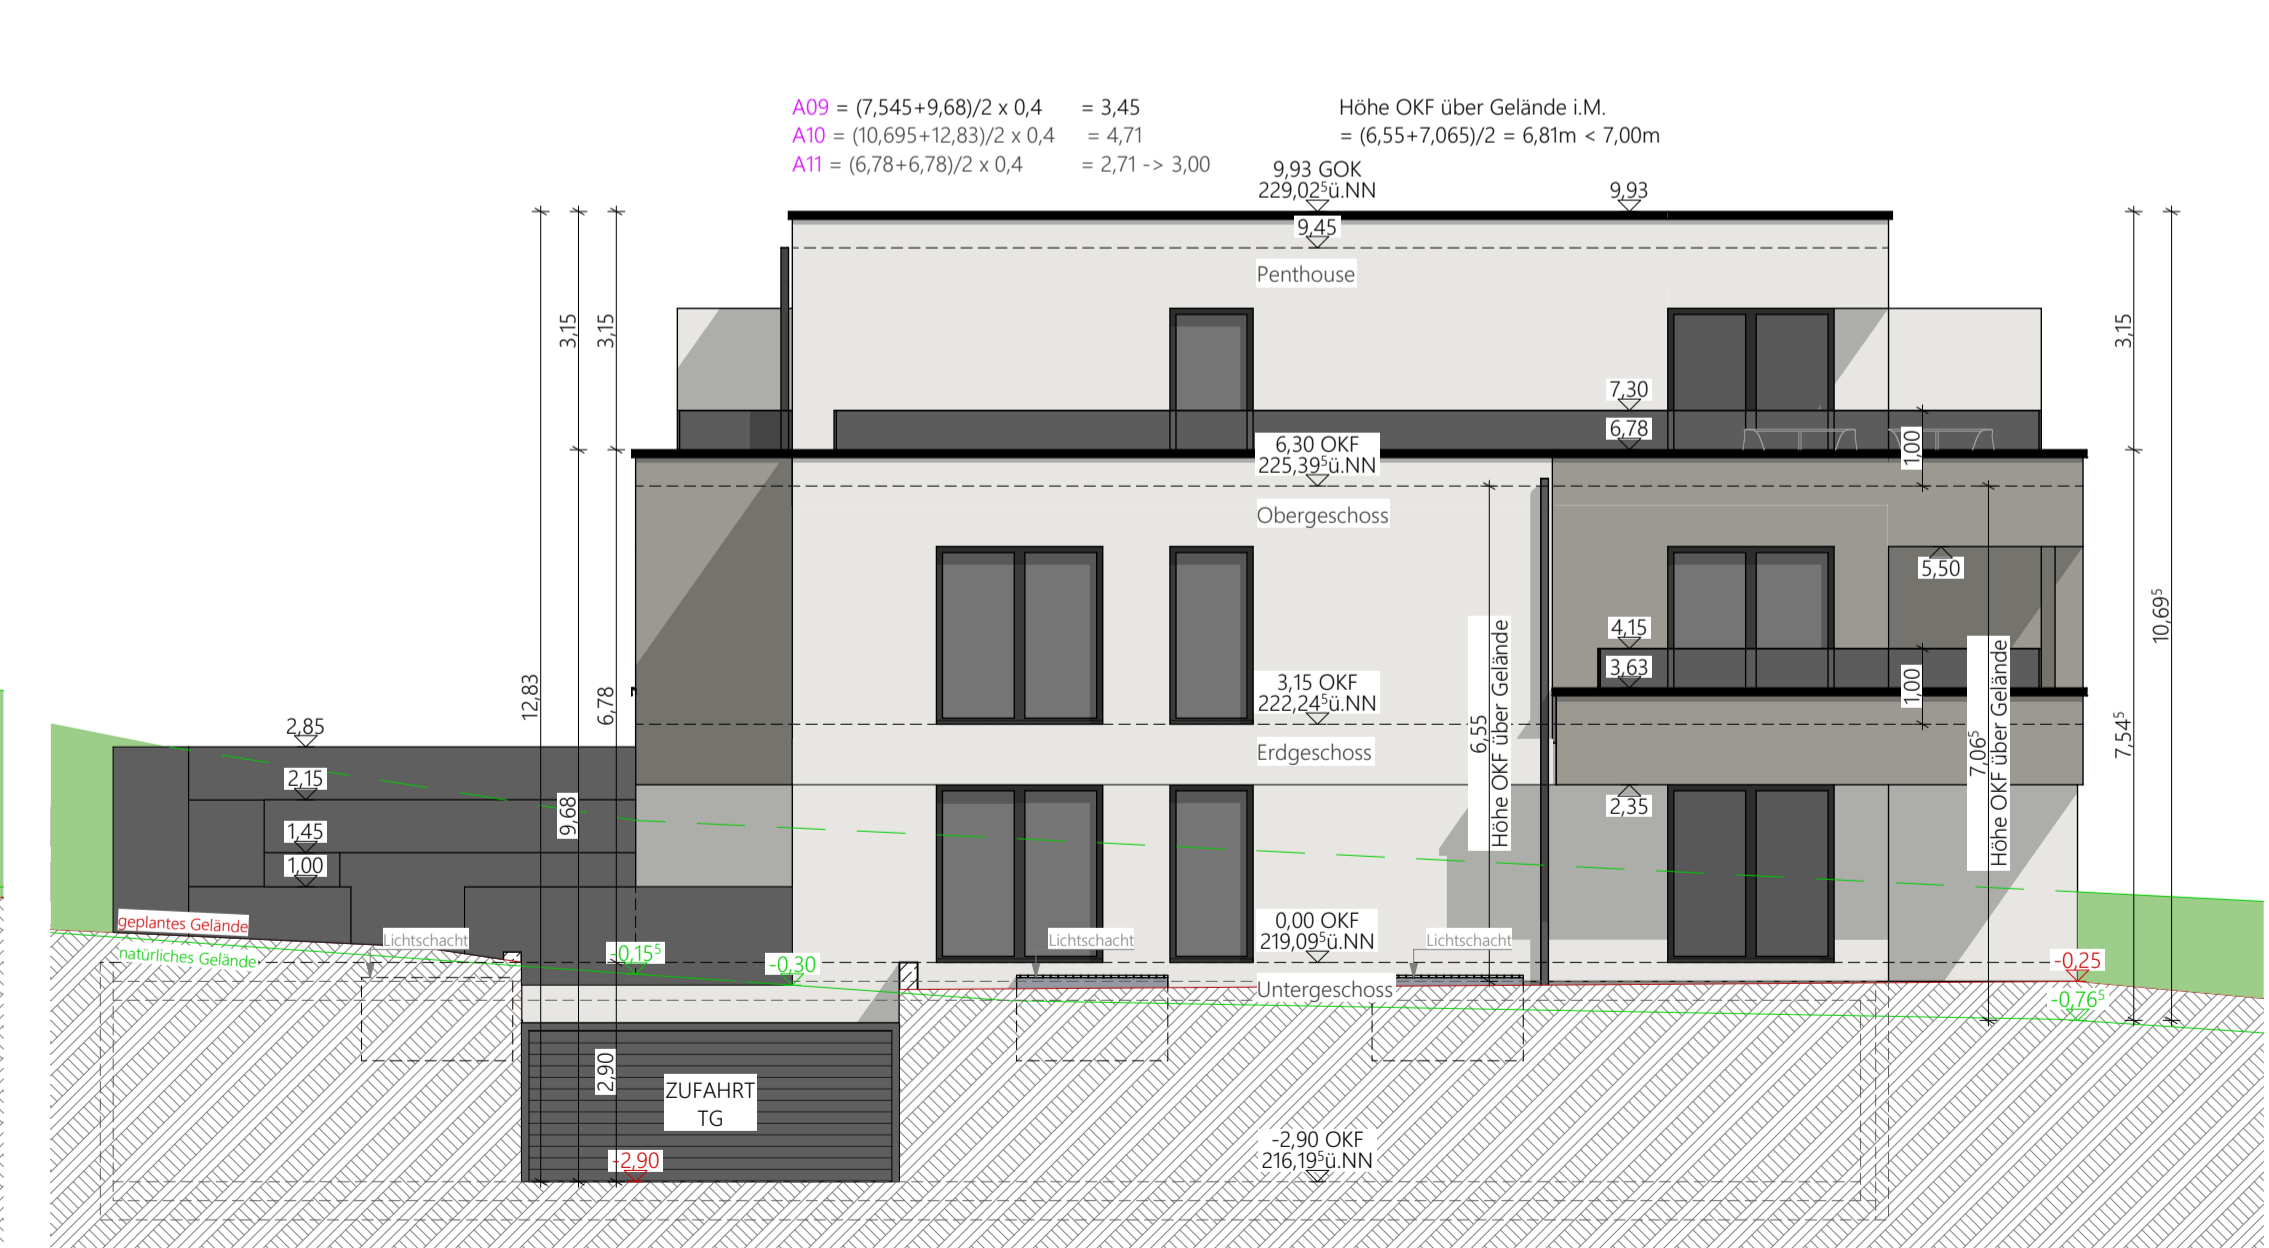 A09 = (7,545+9,68)/2 x 0,4 = 3,45
A10 = (10,695+12,83)/2 x 0,4 = 4,71
A11 = (6,78+6,78)/2 x 0,4 = 2,71 -> 3,00
Höhe OKF über Gelände i.M.
= (6,55+7,065)/2 = 6,81m < 7,00m
9,93 GOK
229,02⁵ü.NN
9,93
9,45
Penthouse
3,15
3,15
3,15
7,30
6,78
1,00
6,30 OKF
225,39⁵ü.NN
Obergeschoss
5,50
10,69⁵
4,15
3,63
1,00
12,83
6,78
3,15 OKF
222,24⁵ü.NN
6,55
Höhe OKF über Gelände
7,06⁵
Höhe OKF über Gelände
7,54⁵
2,85
Erdgeschoss
2,15
9,68
2,35
1,45
1,00
geplantes Gelände
natürliches Gelände
Lichtschacht
-0,15⁵
-0,30
Lichtschacht
0,00 OKF
219,09⁵ü.NN
Lichtschacht
-0,25
Untergeschoss
-0,76⁵
2,90
ZUFAHRT
TG
-2,90
-2,90 OKF
216,19⁵ü.NN